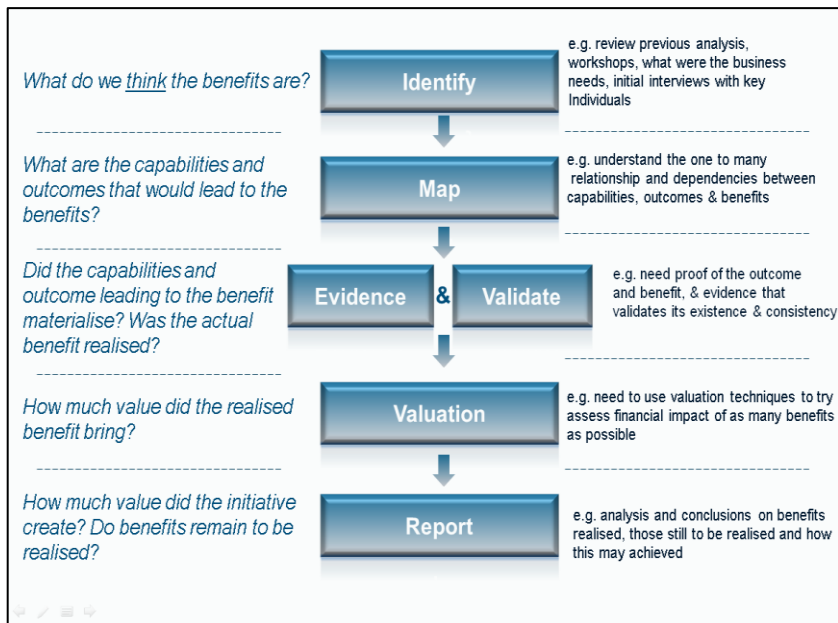 What do we think the benefits are?
Identify
e.g. review previous analysis,
workshops, what were the business
needs, initial interviews with key
Individuals
What are the capabilities and
outcomes that would lead to the
benefits?
Map
e.g. understand the one to many
relationship and dependencies between
capabilities, outcomes & benefits
Did the capabilities and
outcome leading to the benefit
materialise? Was the actual
benefit realised?
Evidence & Validate
e.g. need proof of the outcome
and benefit, & evidence that
validates its existence & consistency
How much value did the realised
benefit bring?
Valuation
e.g. need to use valuation techniques to try
assess financial impact of as many benefits
as possible
How much value did the initiative
create? Do benefits remain to be
realised?
Report
e.g. analysis and conclusions on benefits
realised, those still to be realised and how
this may achieved